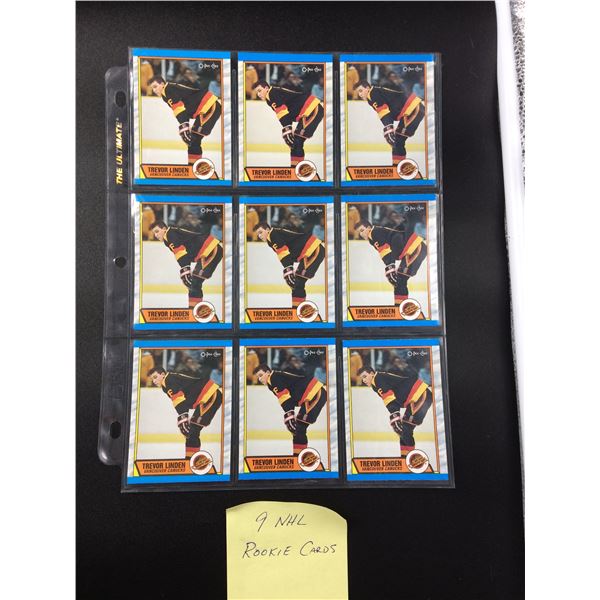 THE ULTIMATE
O-Pee-Chee O-Pee-Chee O-Pee-Chee
TREVOR LINDEN TREVOR LINDEN TREVOR LINDEN
VANCOUVER CANUCKS VANCOUVER CANUCKS VANCOUVER CANUCKS
O-Pee-Chee O-Pee-Chee O-Pee-Chee
TREVOR LINDEN TREVOR LINDEN TREVOR LINDEN
VANCOUVER CANUCKS VANCOUVER CANUCKS VANCOUVER CANUCKS
O-Pee-Chee O-Pee-Chee O-Pee-Chee
TREVOR LINDEN TREVOR LINDEN TREVOR LINDEN
VANCOUVER CANUCKS VANCOUVER CANUCKS VANCOUVER CANUCKS
9 NHL
ROOKIE CARDS